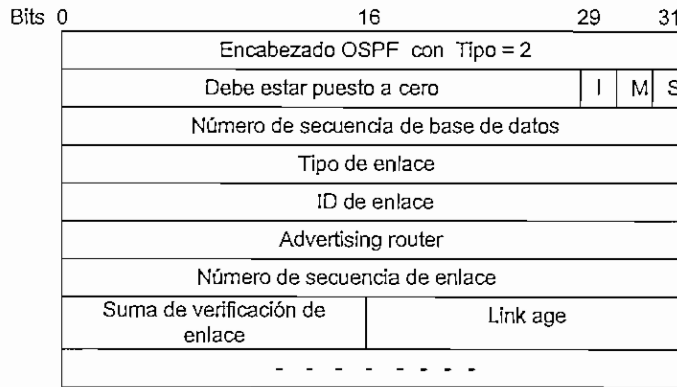 Bits 0 16 29 31
Encabezado OSPF con Tipo = 2
Debe estar puesto a cero I M S
Número de secuencia de base de datos
Tipo de enlace
ID de enlace
Advertising router
Número de secuencia de enlace
Suma de verificación de
enlace
Link age
- - - - - - - -